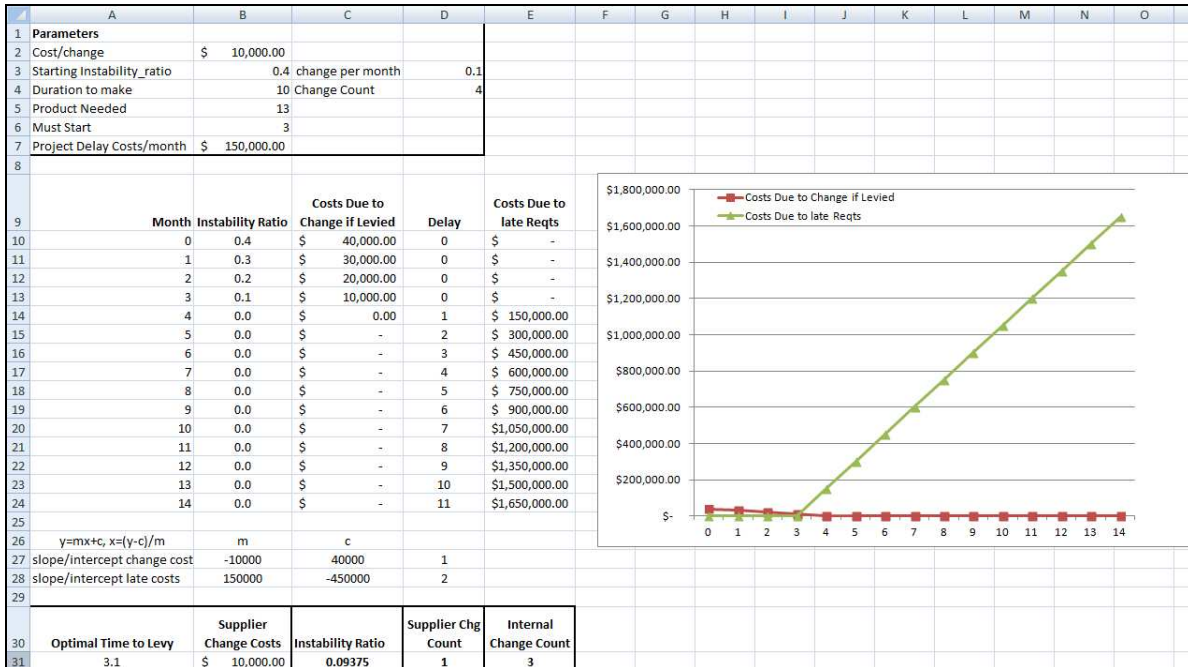 A B C D E F G H I J K L M N O
1 Parameters
2 Cost/change $ 10,000.00
3 Starting Instability_ratio 0.4 change per month 0.1
4 Duration to make 10 Change Count 4
5 Product Needed 13
6 Must Start 3
7 Project Delay Costs/month $ 150,000.00
8
9 Month Instability Ratio Costs Due to Change if Levied Delay Costs Due to late Reqts
10 0 0.4 $ 40,000.00 0 $ -
11 1 0.3 $ 30,000.00 0 $ -
12 2 0.2 $ 20,000.00 0 $ -
13 3 0.1 $ 10,000.00 0 $ -
14 4 0.0 $ 0.00 1 $ 150,000.00
15 5 0.0 $ - 2 $ 300,000.00
16 6 0.0 $ - 3 $ 450,000.00
17 7 0.0 $ - 4 $ 600,000.00
18 8 0.0 $ - 5 $ 750,000.00
19 9 0.0 $ - 6 $ 900,000.00
20 10 0.0 $ - 7 $1,050,000.00
21 11 0.0 $ - 8 $1,200,000.00
22 12 0.0 $ - 9 $1,350,000.00
23 13 0.0 $ - 10 $1,500,000.00
24 14 0.0 $ - 11 $1,650,000.00
25
26 y=mx+c, x=(y-c)/m m c
27 slope/intercept change cost -10000 40000 1
28 slope/intercept late costs 150000 -450000 2
29
30 Optimal Time to Levy Supplier Change Costs Instability Ratio Supplier Chg Count Internal Change Count
31 3.1 $ 10,000.00 0.09375 1 3
$1,800,000.00
$1,600,000.00
$1,400,000.00
$1,200,000.00
$1,000,000.00
$800,000.00
$600,000.00
$400,000.00
$200,000.00
$-
Costs Due to Change if Levied
Costs Due to late Reqts
0 1 2 3 4 5 6 7 8 9 10 11 12 13 14